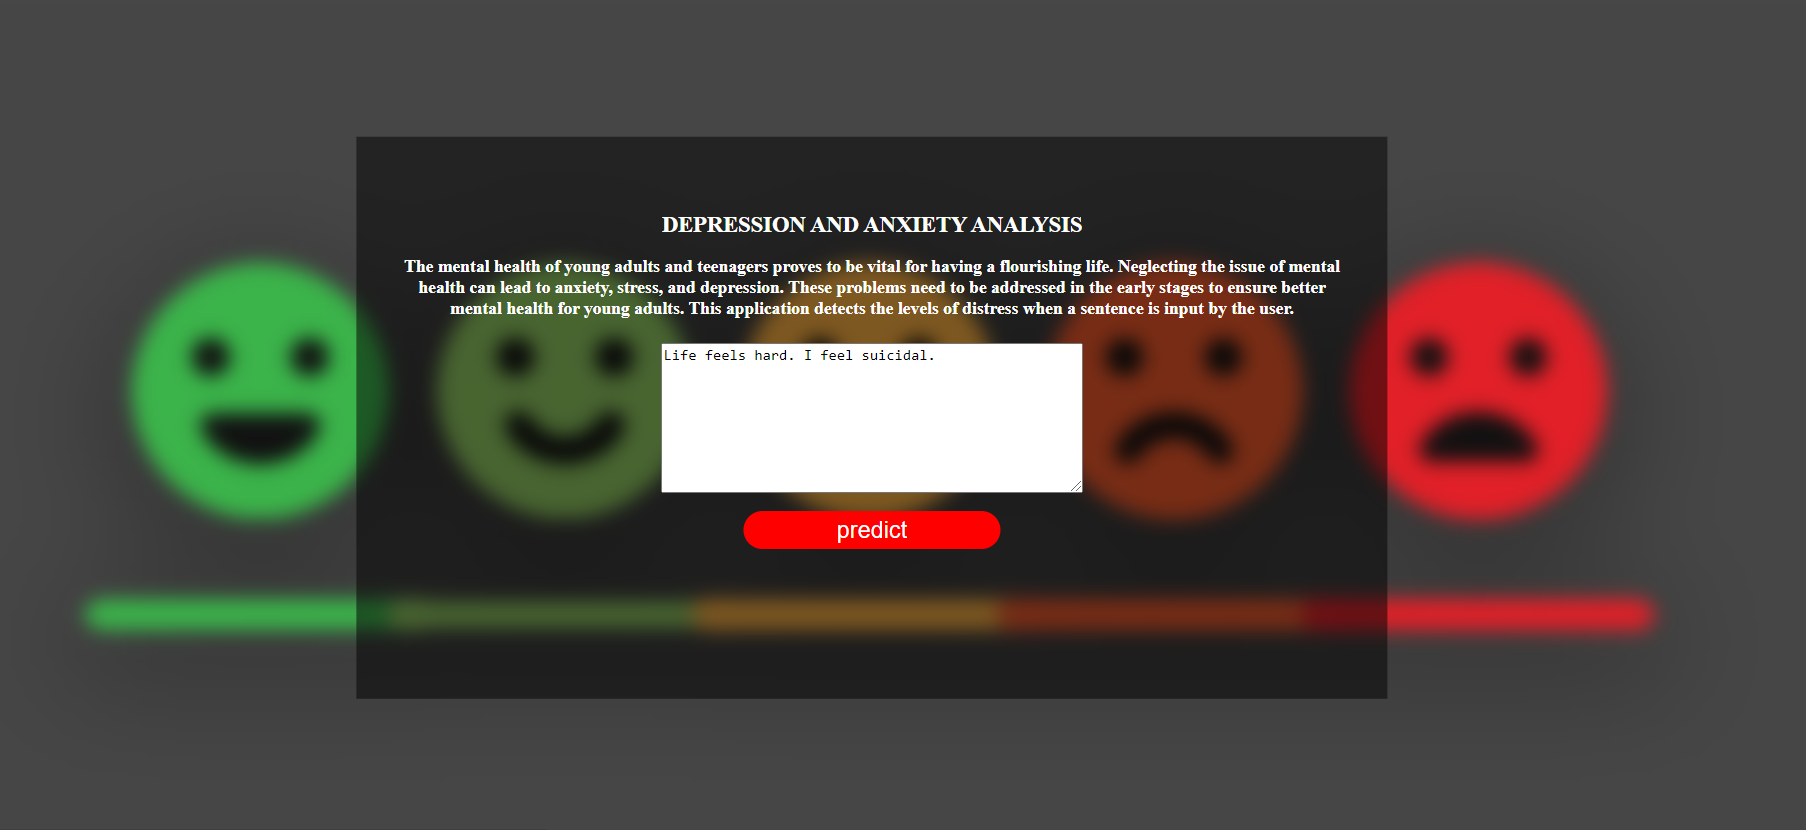 DEPRESSION AND ANXIETY ANALYSIS
The mental health of young adults and teenagers proves to be vital for having a flourishing life. Neglecting the issue of mental
health can lead to anxiety, stress, and depression. These problems need to be addressed in the early stages to ensure better
mental health for young adults. This application detects the levels of distress when a sentence is input by the user.
Life feels hard. I feel suicidal.
predict